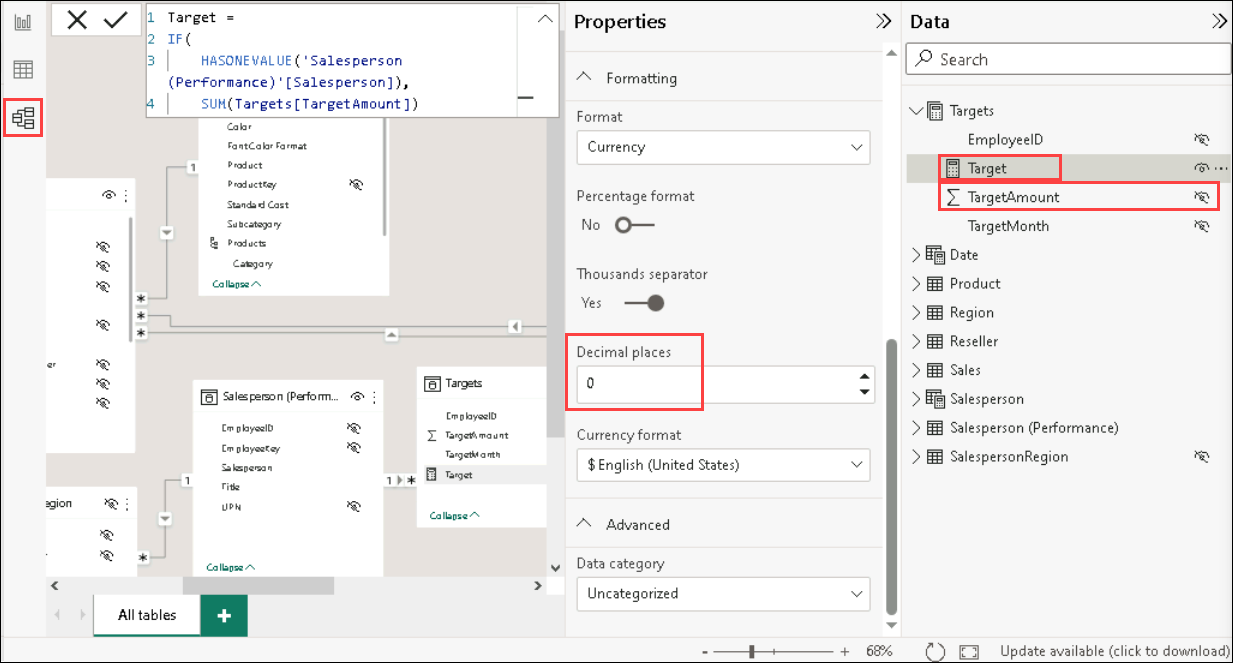 1 Target =
2 IF(
3 HASONEVALUE('Salesperson
(Performance)'[Salesperson]),
4 SUM(Targets[TargetAmount])
Color
FontColor Format
Product
ProductKey
Standard Cost
Subcategory
Products
Category
Collapse
1
*
*
*
er
Salesperson (Perform...
EmployeeID
EmployeeKey
Salesperson
Title
UPN
Collapse
Targets
EmployeeID
TargetAmount
TargetMonth
Target
Collapse
egion
1
*
1
*
All tables
+
Properties
Formatting
Format
Currency
Percentage format
No
Thousands separator
Yes
Decimal places
0
Currency format
$ English (United States)
Advanced
Data category
Uncategorized
Data
Search
Targets
EmployeeID
Target
TargetAmount
TargetMonth
Date
Product
Region
Reseller
Sales
Salesperson
Salesperson (Performance)
SalespersonRegion
- + 68%
Update available (click to download)